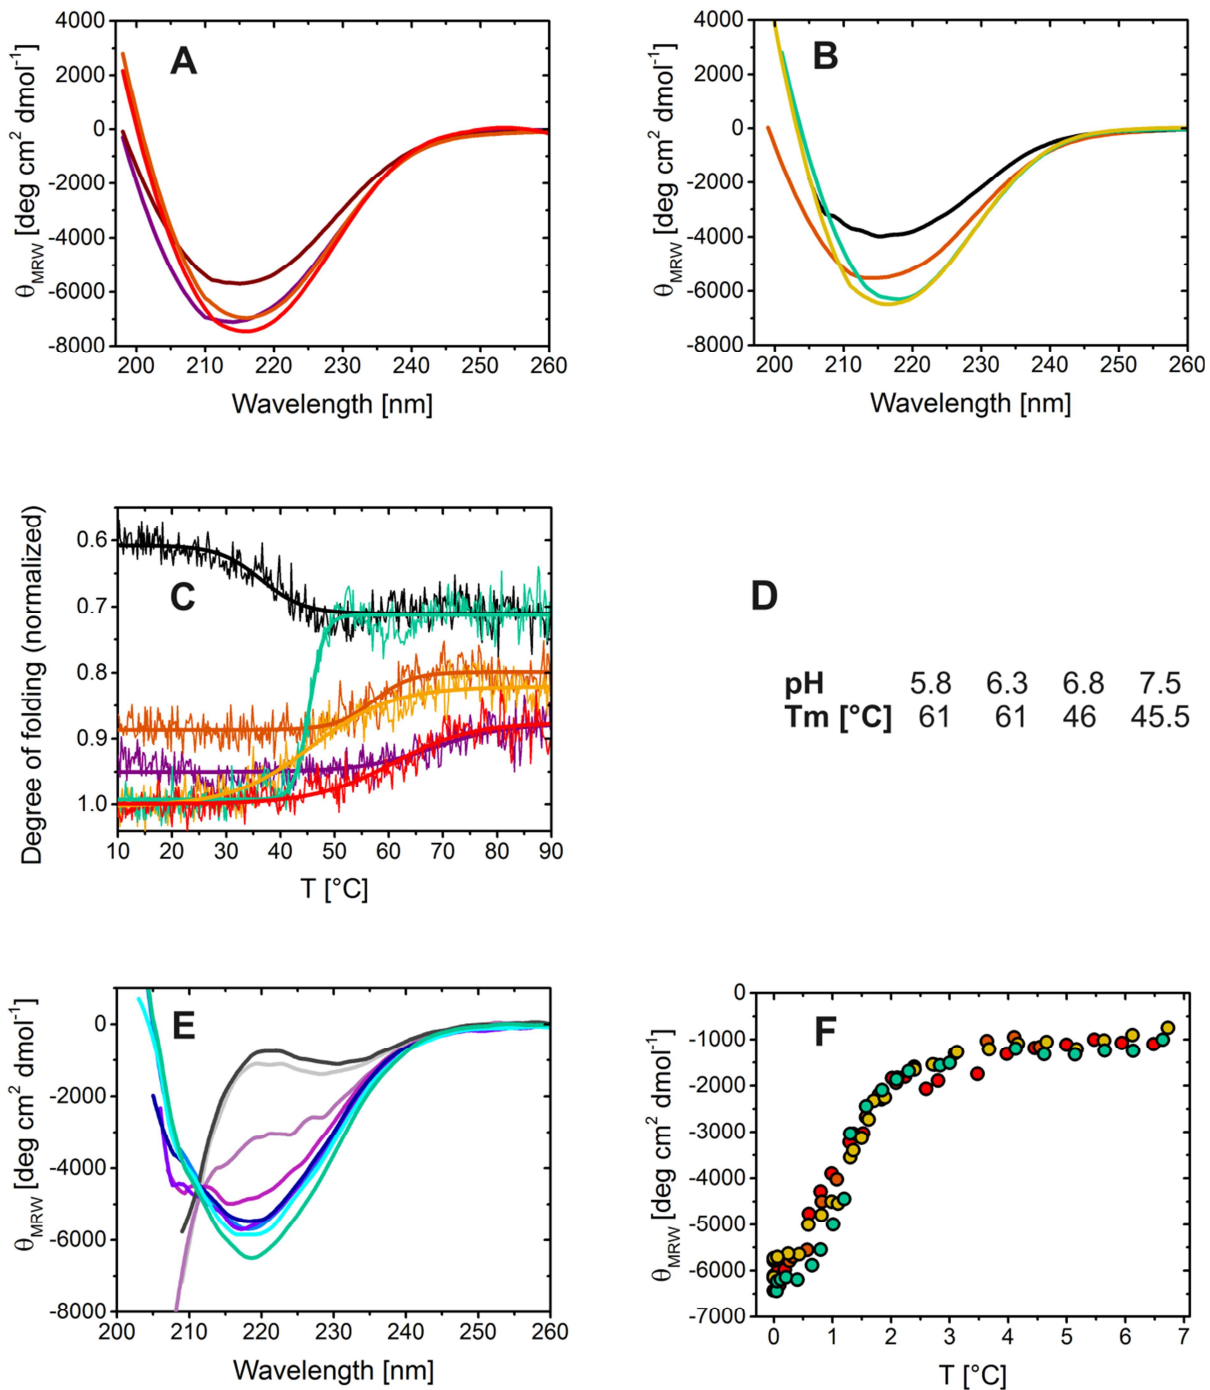 A
θMRW [deg cm² dmol⁻¹]
4000
2000
0
-2000
-4000
-6000
-8000
200 210 220 230 240 250 260
Wavelength [nm]
B
θMRW [deg cm² dmol⁻¹]
4000
2000
0
-2000
-4000
-6000
-8000
200 210 220 230 240 250 260
Wavelength [nm]
C
Degree of folding (normalized)
0.6
0.7
0.8
0.9
1.0
10 20 30 40 50 60 70 80 90
T [°C]
D
pH 5.8 6.3 6.8 7.5
Tm [°C] 61 61 46 45.5
E
θMRW [deg cm² dmol⁻¹]
0
-2000
-4000
-6000
-8000
200 210 220 230 240 250 260
Wavelength [nm]
F
θMRW [deg cm² dmol⁻¹]
0
-1000
-2000
-3000
-4000
-5000
-6000
-7000
0 1 2 3 4 5 6 7
T [°C]